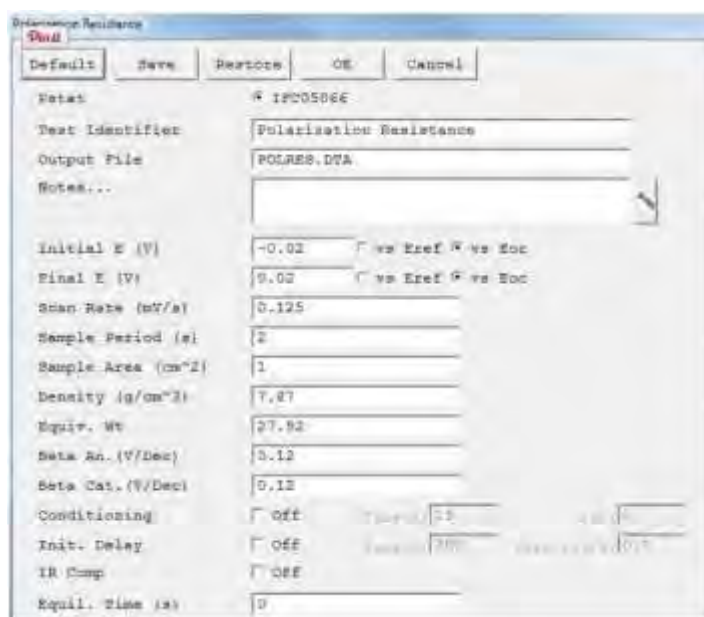 Polarization Resistance
Default Save Restore OK Cancel
Pstat IFC05066
Test Identifier Polarization Resistance
Output File POLRES.DTA
Notes...
Initial E (V) -0.02 vs Eref vs Eoc
Final E (V) 0.02 vs Eref vs Eoc
Scan Rate (mV/s) 0.125
Sample Period (s) 2
Sample Area (cm^2) 1
Density (g/cm^3) 7.87
Equiv. Wt 27.92
Beta An.(V/Dec) 0.12
Beta Cat.(V/Dec) 0.12
Conditioning Off 15
Init. Delay Off
IR Comp Off
Equil. Time (s) 0